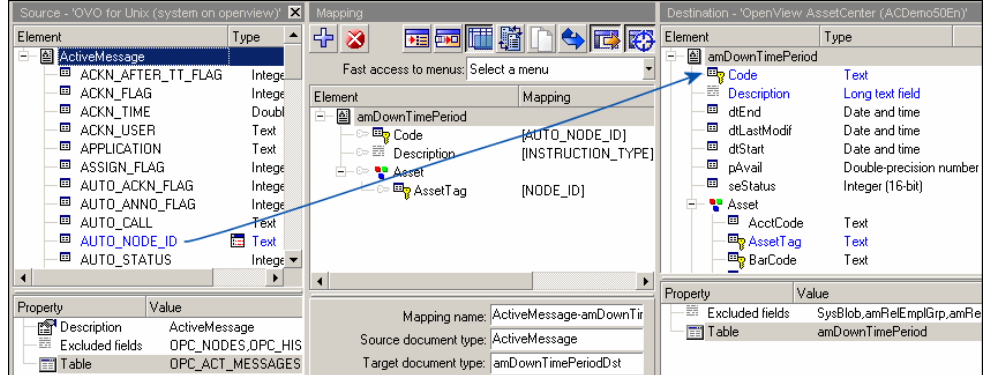 Source - 'OVO for Unix (system on openview)'
Element Type
ActiveMessage
ACKN_AFTER_TT_FLAG Intege
ACKN_FLAG Intege
ACKN_TIME Doubl
ACKN_USER Text
APPLICATION Text
ASSIGN_FLAG Intege
AUTO_ACKN_FLAG Intege
AUTO_ANNO_FLAG Intege
AUTO_CALL Text
AUTO_NODE_ID Text
AUTO_STATUS Intege
Property Value
Description ActiveMessage
Excluded fields OPC_NODES,OPC_HIS
Table OPC_ACT_MESSAGES
Mapping
Fast access to menus: Select a menu
Element Mapping
amDownTimePeriod
Code [AUTO_NODE_ID]
Description [INSTRUCTION_TYPE]
Asset
AssetTag [NODE_ID]
Mapping name: ActiveMessage-amDownTir
Source document type: ActiveMessage
Target document type: amDownTimePeriodDst
Destination - 'OpenView AssetCenter (ACDemo50En)'
Element Type
amDownTimePeriod
Code Text
Description Long text field
dtEnd Date and time
dtLastModif Date and time
dtStart Date and time
pAvail Double-precision number
seStatus Integer (16-bit)
Asset
AcctCode Text
AssetTag Text
BarCode Text
Property Value
Excluded fields SysBlob,amRelEmplGrp,amRe
Table amDownTimePeriod